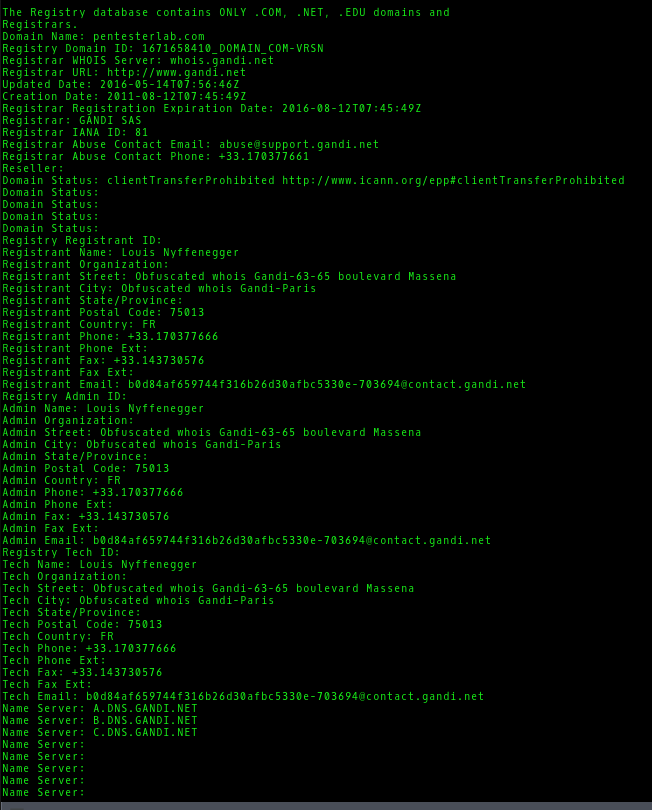 The Registry database contains ONLY .COM, .NET, .EDU domains and
Registrars.
Domain Name: pentesterlab.com
Registry Domain ID: 1671658410_DOMAIN_COM-VRSN
Registrar WHOIS Server: whois.gandi.net
Registrar URL: http://www.gandi.net
Updated Date: 2016-05-14T07:56:46Z
Creation Date: 2011-08-12T07:45:49Z
Registrar Registration Expiration Date: 2016-08-12T07:45:49Z
Registrar: GANDI SAS
Registrar IANA ID: 81
Registrar Abuse Contact Email: abuse@support.gandi.net
Registrar Abuse Contact Phone: +33.170377661
Reseller:
Domain Status: clientTransferProhibited http://www.icann.org/epp#clientTransferProhibited
Domain Status:
Domain Status:
Domain Status:
Domain Status:
Registry Registrant ID:
Registrant Name: Louis Nyffenegger
Registrant Organization:
Registrant Street: Obfuscated whois Gandi-63-65 boulevard Massena
Registrant City: Obfuscated whois Gandi-Paris
Registrant State/Province:
Registrant Postal Code: 75013
Registrant Country: FR
Registrant Phone: +33.170377666
Registrant Phone Ext:
Registrant Fax: +33.143730576
Registrant Fax Ext:
Registrant Email: b0d84af659744f316b26d30afbc5330e-703694@contact.gandi.net
Registry Admin ID:
Admin Name: Louis Nyffenegger
Admin Organization:
Admin Street: Obfuscated whois Gandi-63-65 boulevard Massena
Admin City: Obfuscated whois Gandi-Paris
Admin State/Province:
Admin Postal Code: 75013
Admin Country: FR
Admin Phone: +33.170377666
Admin Phone Ext:
Admin Fax: +33.143730576
Admin Fax Ext:
Admin Email: b0d84af659744f316b26d30afbc5330e-703694@contact.gandi.net
Registry Tech ID:
Tech Name: Louis Nyffenegger
Tech Organization:
Tech Street: Obfuscated whois Gandi-63-65 boulevard Massena
Tech City: Obfuscated whois Gandi-Paris
Tech State/Province:
Tech Postal Code: 75013
Tech Country: FR
Tech Phone: +33.170377666
Tech Phone Ext:
Tech Fax: +33.143730576
Tech Fax Ext:
Tech Email: b0d84af659744f316b26d30afbc5330e-703694@contact.gandi.net
Name Server: A.DNS.GANDI.NET
Name Server: B.DNS.GANDI.NET
Name Server: C.DNS.GANDI.NET
Name Server:
Name Server:
Name Server:
Name Server:
Name Server: